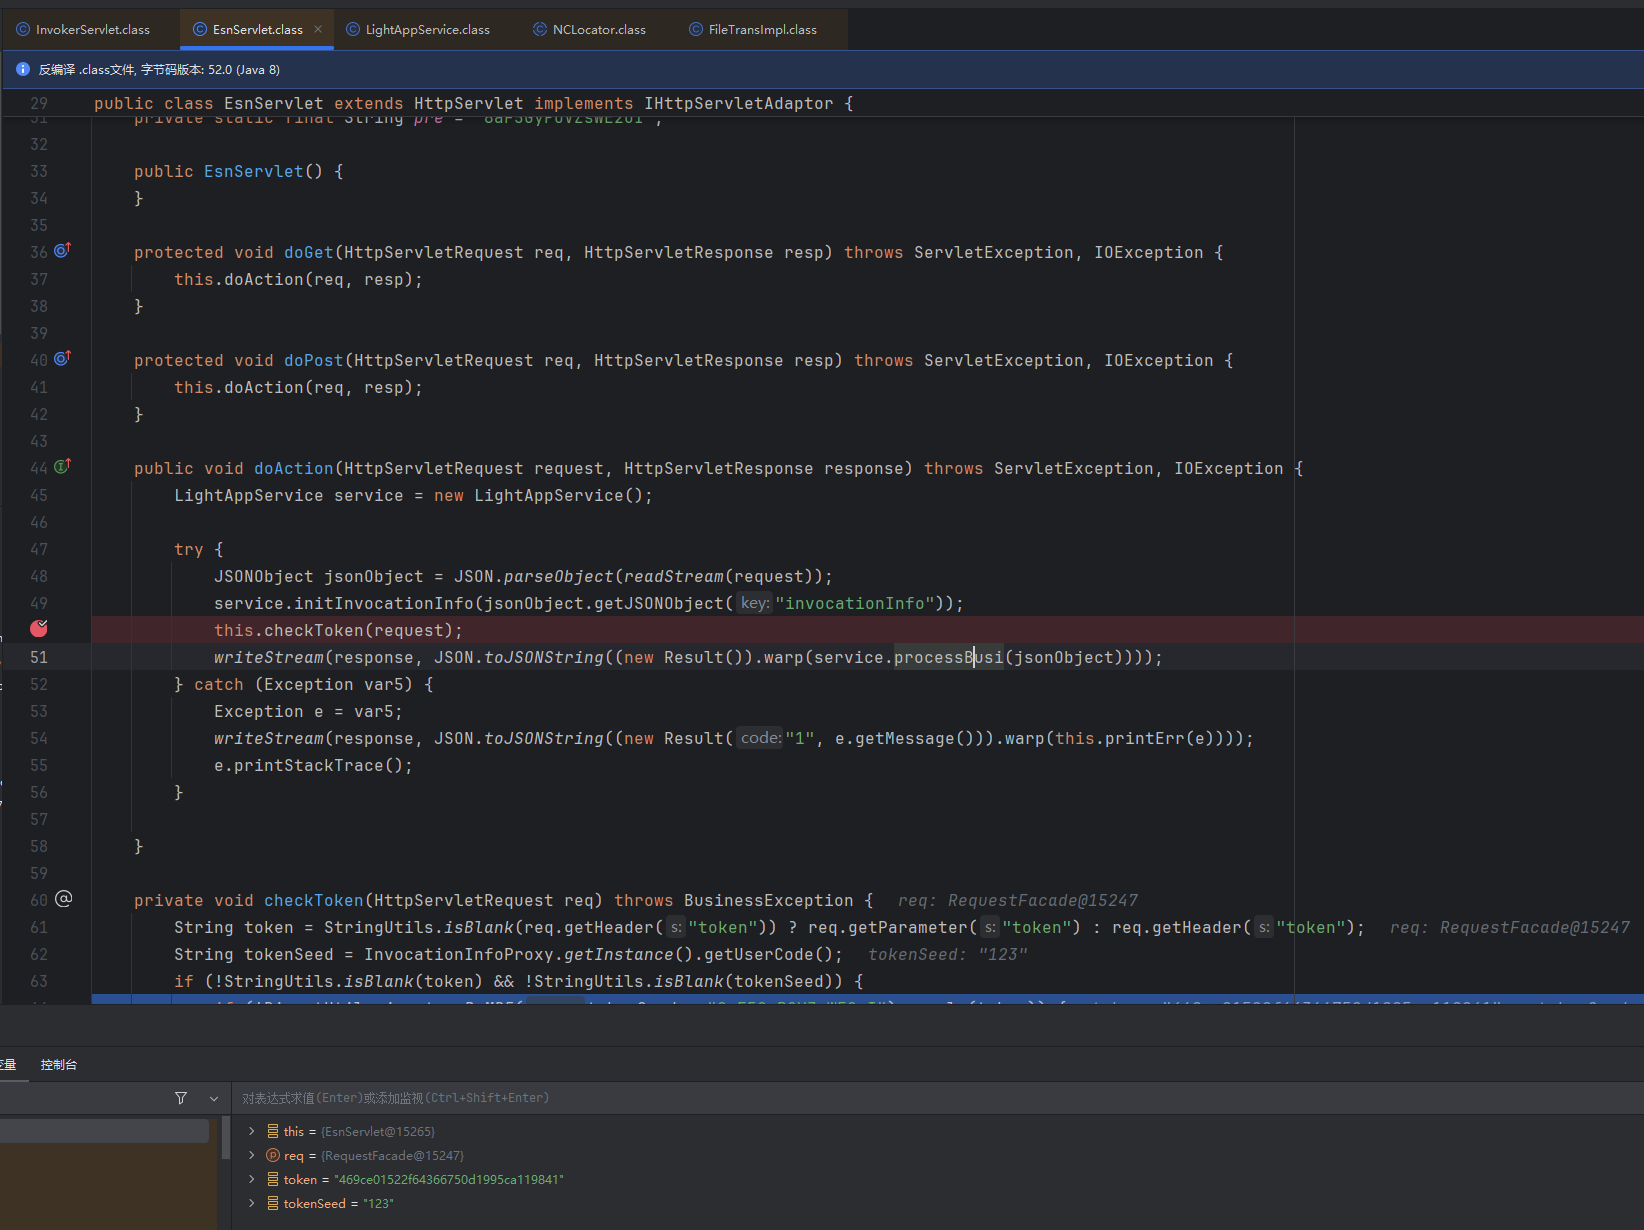 InvokerServlet.class EsnServlet.class LightAppService.class NCLocator.class FileTransImpl.class
反编译 .class文件, 字节码版本: 52.0 (Java 8)
29 public class EsnServlet extends HttpServlet implements IHttpServletAdaptor {
31 private static final String pre =
32
33 public EsnServlet() {
34 }
35
36 protected void doGet(HttpServletRequest req, HttpServletResponse resp) throws ServletException, IOException {
37 this.doAction(req, resp);
38 }
39
40 protected void doPost(HttpServletRequest req, HttpServletResponse resp) throws ServletException, IOException {
41 this.doAction(req, resp);
42 }
43
44 public void doAction(HttpServletRequest request, HttpServletResponse response) throws ServletException, IOException {
45 LightAppService service = new LightAppService();
46
47 try {
48 JSONObject jsonObject = JSON.parseObject(readStream(request));
49 service.initInvocationInfo(jsonObject.getJSONObject( key: "invocationInfo"));
this.checkToken(request);
51 writeStream(response, JSON.toJSONString((new Result()).warp(service.processBusi(jsonObject))));
52 } catch (Exception var5) {
53 Exception e = var5;
54 writeStream(response, JSON.toJSONString((new Result( code: "1", e.getMessage())).warp(this.printErr(e))));
55 e.printStackTrace();
56 }
57
58 }
59
60 @ private void checkToken(HttpServletRequest req) throws BusinessException { req: RequestFacade@15247
61 String token = StringUtils.isBlank(req.getHeader( s: "token")) ? req.getParameter( s: "token") : req.getHeader( s: "token"); req: RequestFacade@15247
62 String tokenSeed = InvocationInfoProxy.getInstance().getUserCode(); tokenSeed: "123"
63 if (!StringUtils.isBlank(token) && !StringUtils.isBlank(tokenSeed)) {
变量 控制台
对表达式求值(Enter)或添加监视(Ctrl+Shift+Enter)
this = {EsnServlet@15265}
req = {RequestFacade@15247}
token = "469ce01522f64366750d1995ca119841"
tokenSeed = "123"